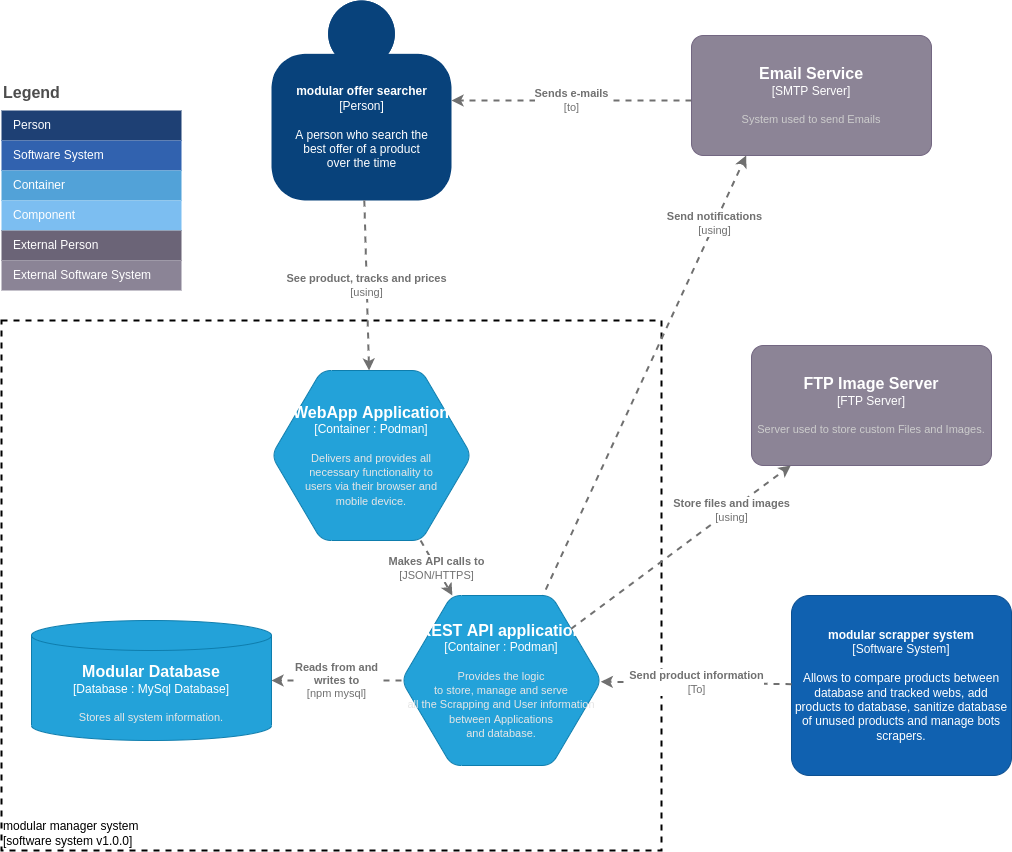 Legend
Person
Software System
Container
Component
External Person
External Software System
modular offer searcher
[Person]
A person who search the
best offer of a product
over the time
Sends e-mails
[to]
Email Service
[SMTP Server]
System used to send Emails
Send notifications
[using]
See product, tracks and prices
[using]
WebApp Application
[Container : Podman]
Delivers and provides all
necessary functionality to
users via their browser and
mobile device.
FTP Image Server
[FTP Server]
Server used to store custom Files and Images.
Store files and images
[using]
Makes API calls to
[JSON/HTTPS]
REST API application
[Container : Podman]
Provides the logic
to store, manage and serve
all the Scrapping and User information
between Applications
and database.
Reads from and
writes to
[npm mysql]
Modular Database
[Database : MySql Database]
Stores all system information.
Send product information
[To]
modular scrapper system
[Software System]
Allows to compare products between
database and tracked webs, add
products to database, sanitize database
of unused products and manage bots
scrapers.
modular manager system
[software system v1.0.0]